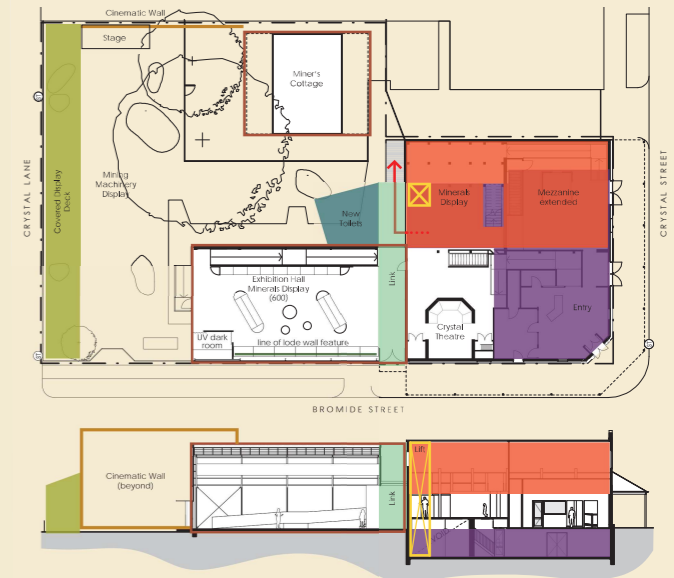 Cinematic Wall
Stage
Miner's
Cottage
CRYSTAL LANE
Covered Display
Deck
Mining
Machinery
Display
New
Toilets
Minerals
Display
Mezzanine
extended
CRYSTAL STREET
Exhibition Hall
Minerals Display
(600)
Link
UV dark
room
line of lode wall feature
Crystal
Theatre
Entry
BROMIDE STREET
Cinematic Wall
(beyond)
Link
Lift